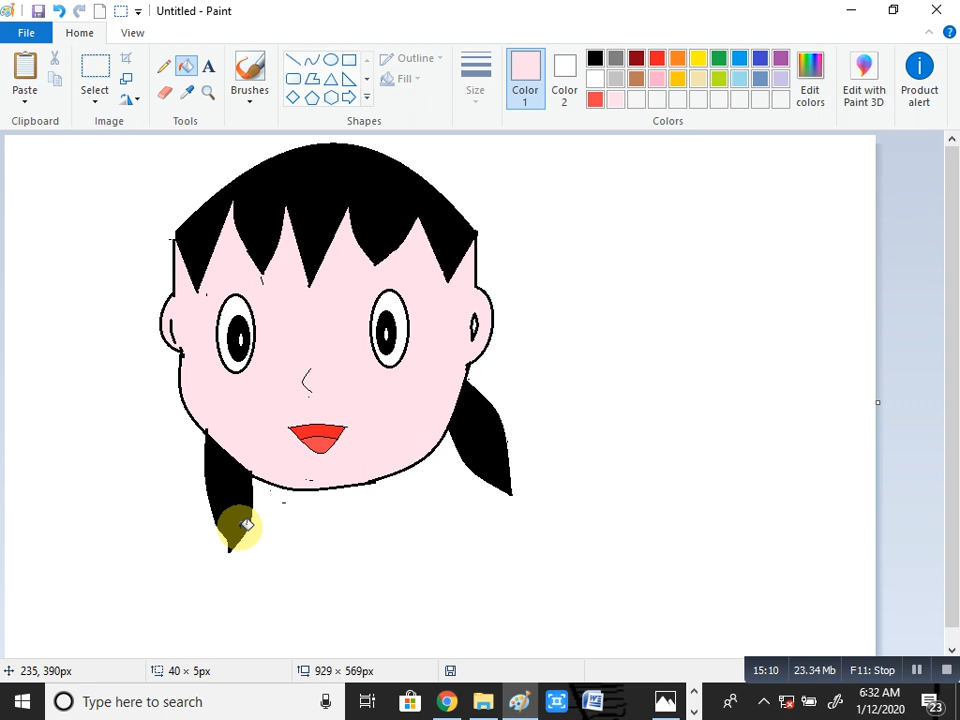 Untitled - Paint
File Home View
Paste
Select
Brushes
Outline
Fill
Size
Color 1
Color 2
Edit colors
Edit with Paint 3D
Product alert
Clipboard Image Tools Shapes Colors
235, 390px 40 × 5px 929 × 569px 15:10 23.34 Mb F11: Stop
Type here to search
6:32 AM
1/12/2020
23